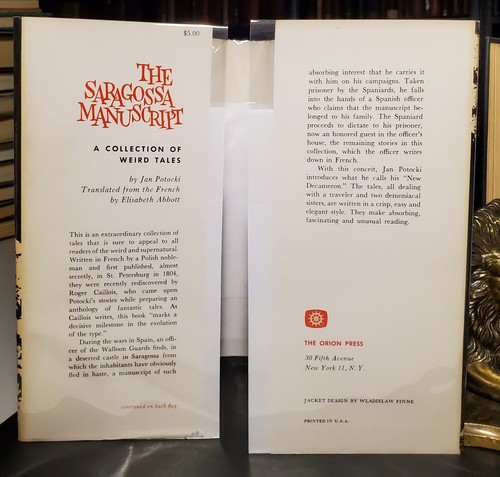 $5.00
THE
SARAGOSSA
MANUSCRIPT
A COLLECTION OF
WEIRD TALES
by Jan Potocki
Translated from the French
by Elisabeth Abbott
This is an extraordinary collection of
tales that is sure to appeal to all
readers of the weird and supernatural.
Written in French by a Polish noble-
man and first published, almost
secretly, in St. Petersburg in 1804,
they were recently rediscovered by
Roger Caillois, who came upon
Potocki's stories while preparing an
anthology of fantastic tales. As
Caillois writes, this book "marks a
decisive milestone in the evolution
of the type."
During the wars in Spain, an offi-
cer of the Walloon Guards finds, in
a deserted castle in Saragossa from
which the inhabitants have obviously
fled in haste, a manuscript of such
continued on back flap
absorbing interest that he carries it
with him on his campaigns. Taken
prisoner by the Spaniards, he falls
into the hands of a Spanish officer
who claims that the manuscript be-
longed to his family. The Spaniard
proceeds to dictate to his prisoner,
now an honored guest in the officer's
house, the remaining stories in this
collection, which the officer writes
down in French.
With this conceit, Jan Potocki
introduces what he calls his "New
Decameron." The tales, all dealing
with a traveler and two demoniacal
sisters, are written in a crisp, easy and
elegant style. They make absorbing,
fascinating and unusual reading.
THE ORION PRESS
30 Fifth Avenue
New York 11, N. Y.
JACKET DESIGN BY WLADISLAW FINNE
PRINTED IN U.S.A.